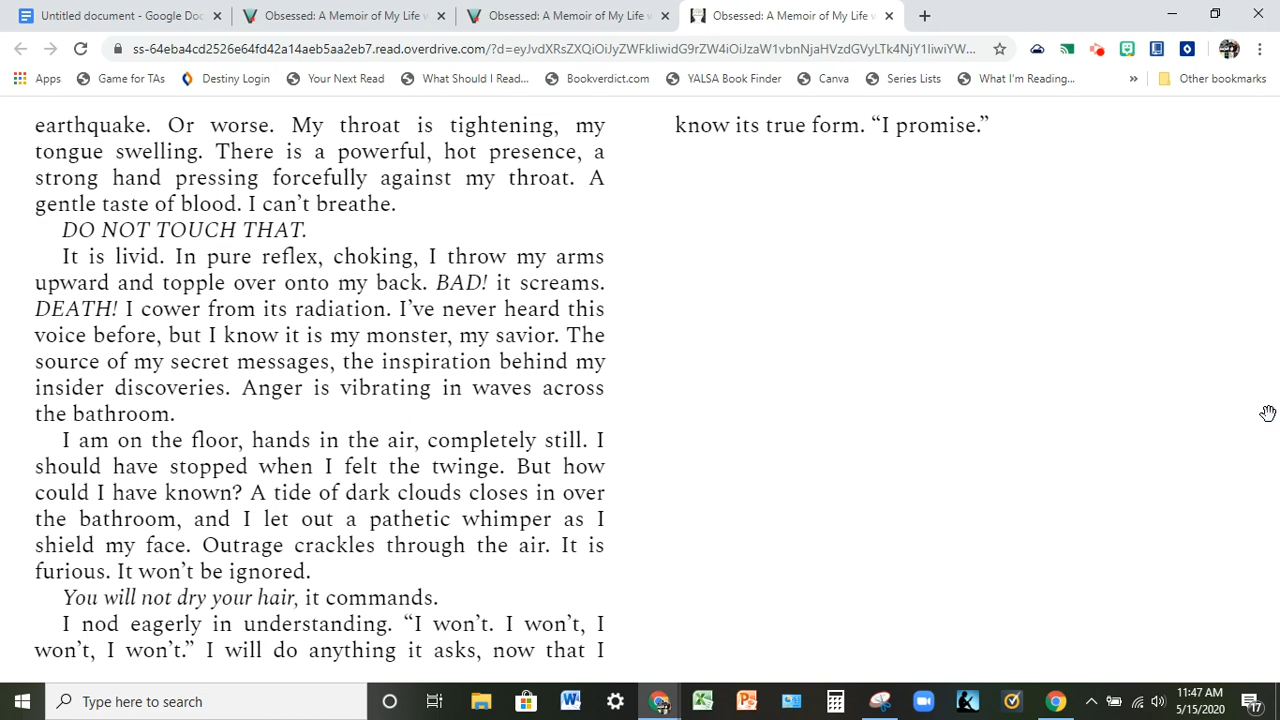 Untitled document - Google Doc
Obsessed: A Memoir of My Life w
Obsessed: A Memoir of My Life w
Obsessed: A Memoir of My Life w
ss-64eba4cd2526e64fd42a14aeb5aa2eb7.read.overdrive.com/?d=eyJvdXRsZXQiOiJyZWFkIiwidG9rZW4iOiJzaW1vbnNjaHVzdGVyLTk4NjY1IiwiYW...
Apps Game for TAs Destiny Login Your Next Read What Should I Read... Bookverdict.com YALSA Book Finder Canva Series Lists What I'm Reading... » Other bookmarks
earthquake. Or worse. My throat is tightening, my
tongue swelling. There is a powerful, hot presence, a
strong hand pressing forcefully against my throat. A
gentle taste of blood. I can’t breathe.
DO NOT TOUCH THAT.
It is livid. In pure reflex, choking, I throw my arms
upward and topple over onto my back. BAD! it screams.
DEATH! I cower from its radiation. I’ve never heard this
voice before, but I know it is my monster, my savior. The
source of my secret messages, the inspiration behind my
insider discoveries. Anger is vibrating in waves across
the bathroom.
I am on the floor, hands in the air, completely still. I
should have stopped when I felt the twinge. But how
could I have known? A tide of dark clouds closes in over
the bathroom, and I let out a pathetic whimper as I
shield my face. Outrage crackles through the air. It is
furious. It won’t be ignored.
You will not dry your hair, it commands.
I nod eagerly in understanding. “I won’t. I won’t, I
won’t, I won’t.” I will do anything it asks, now that I
know its true form. “I promise.”
Type here to search
11:47 AM
5/15/2020
17